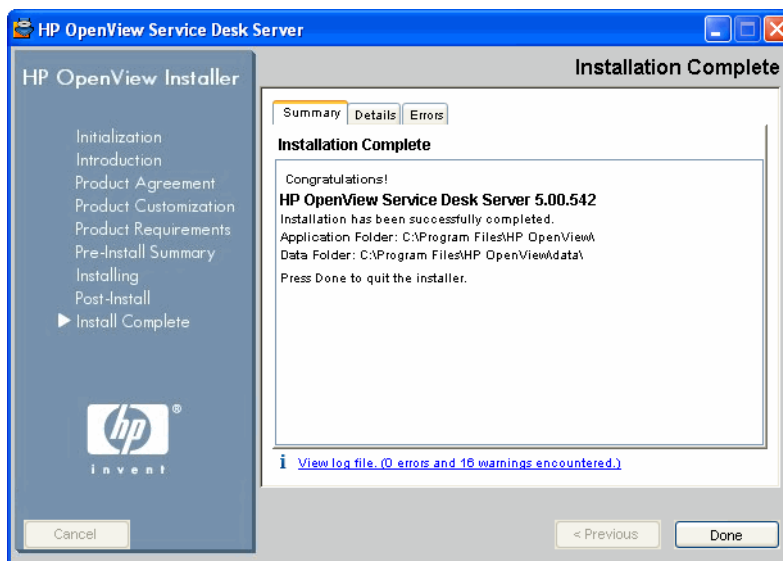 HP OpenView Service Desk Server
HP OpenView Installer
Initialization
Introduction
Product Agreement
Product Customization
Product Requirements
Pre-Install Summary
Installing
Post-Install
Install Complete
hp
®
invent
Cancel
Installation Complete
Summary Details Errors
Installation Complete
Congratulations!
HP OpenView Service Desk Server 5.00.542
Installation has been successfully completed.
Application Folder: C:\Program Files\HP OpenView\
Data Folder: C:\Program Files\HP OpenView\data\
Press Done to quit the installer.
i View log file. (0 errors and 16 warnings encountered.)
< Previous Done